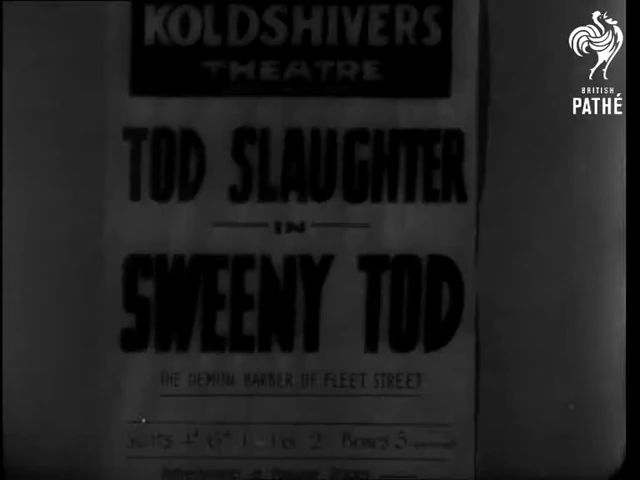 KOLDSHIVERS
THEATRE
BRITISH
PATHÉ
TOD SLAUGHTER
IN
SWEENY TOD
THE DEMON BARBER OF FLEET STREET